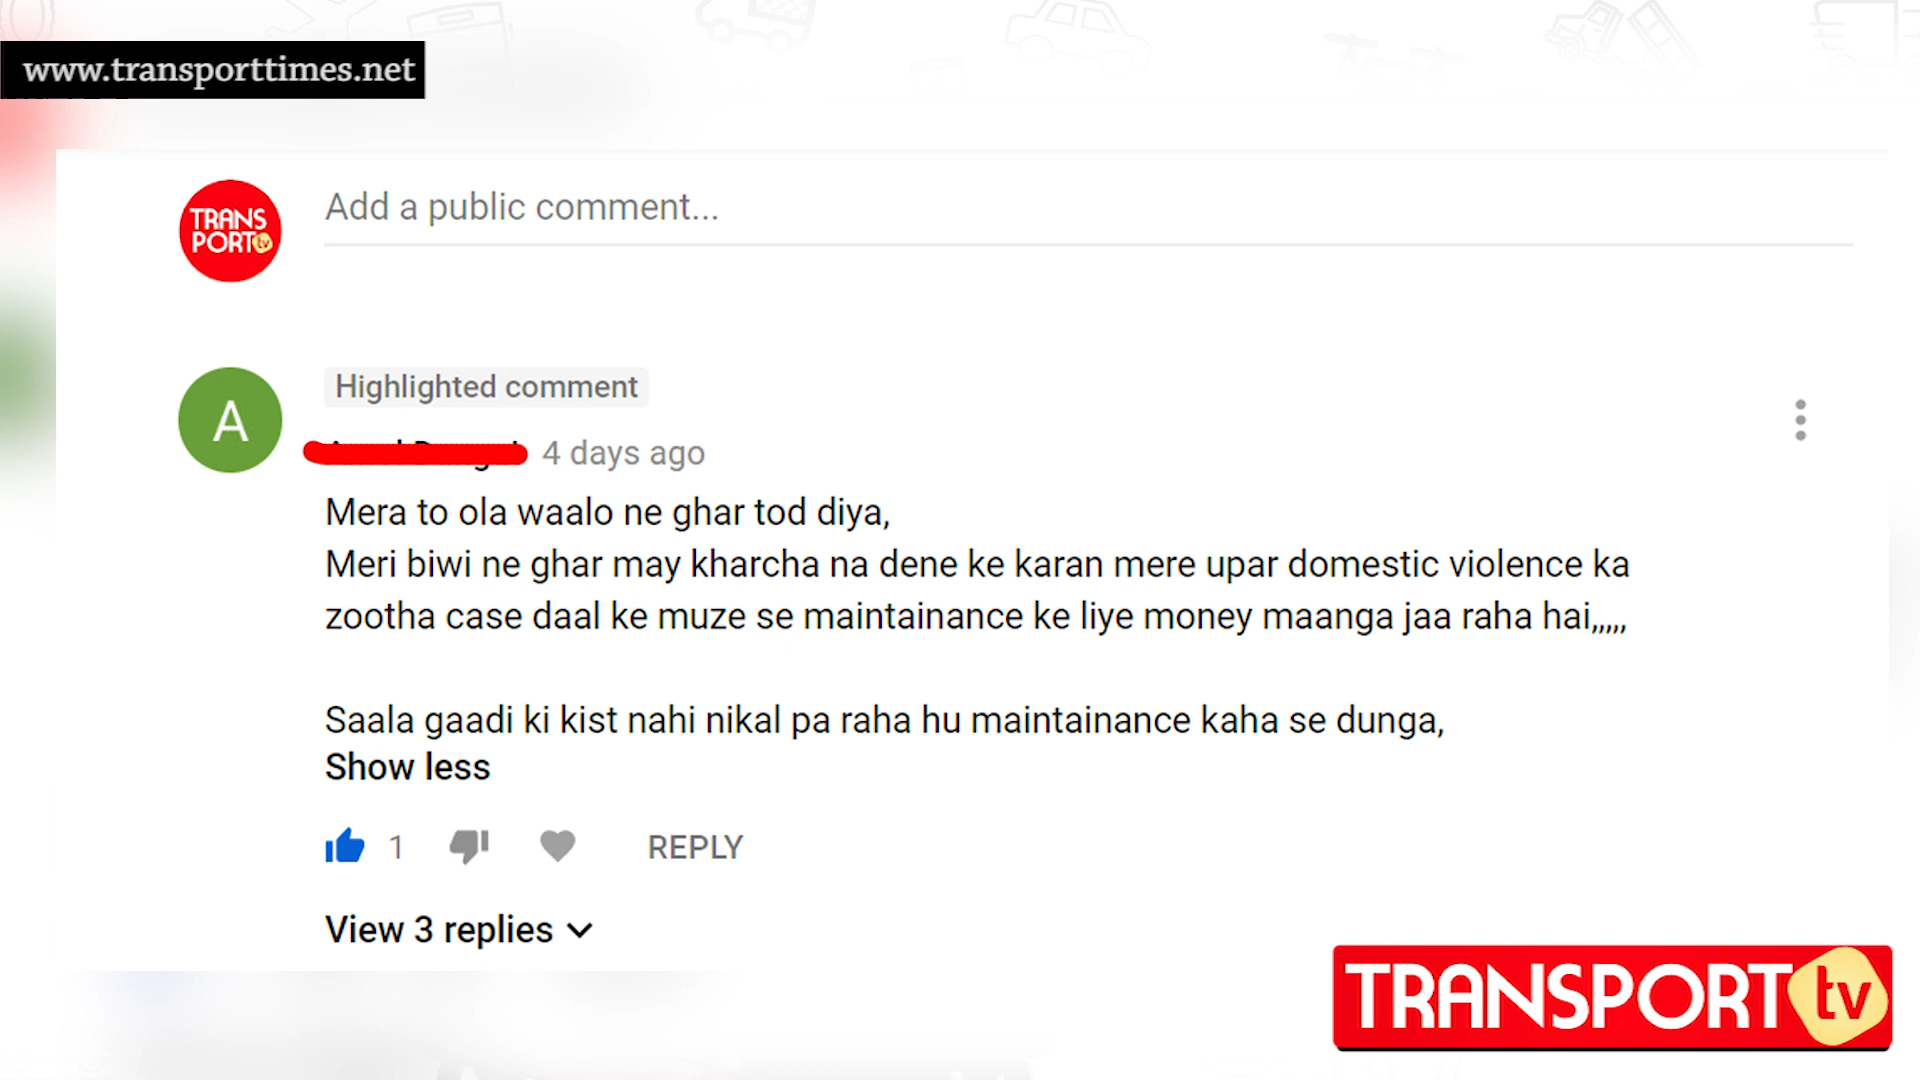 www.transporttimes.net
TRANS
PORT tv
Add a public comment...
A
Highlighted comment
4 days ago
Mera to ola waalo ne ghar tod diya,
Meri biwi ne ghar may kharcha na dene ke karan mere upar domestic violence ka
zootha case daal ke muze se maintainance ke liye money maanga jaa raha hai,,,,,
Saala gaadi ki kist nahi nikal pa raha hu maintainance kaha se dunga,
Show less
1
REPLY
View 3 replies
TRANSPORT tv